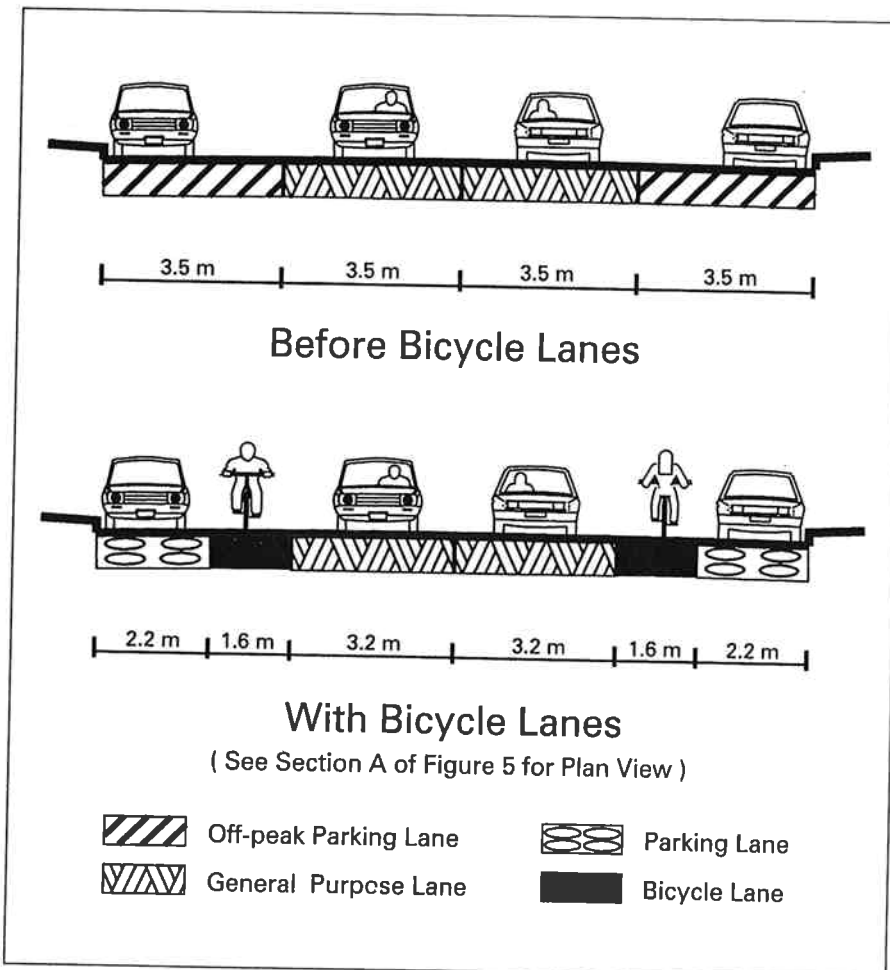 3.5 m 3.5 m 3.5 m 3.5 m
Before Bicycle Lanes
2.2 m 1.6 m 3.2 m 3.2 m 1.6 m 2.2 m
With Bicycle Lanes
( See Section A of Figure 5 for Plan View )
Off-peak Parking Lane
Parking Lane
General Purpose Lane
Bicycle Lane